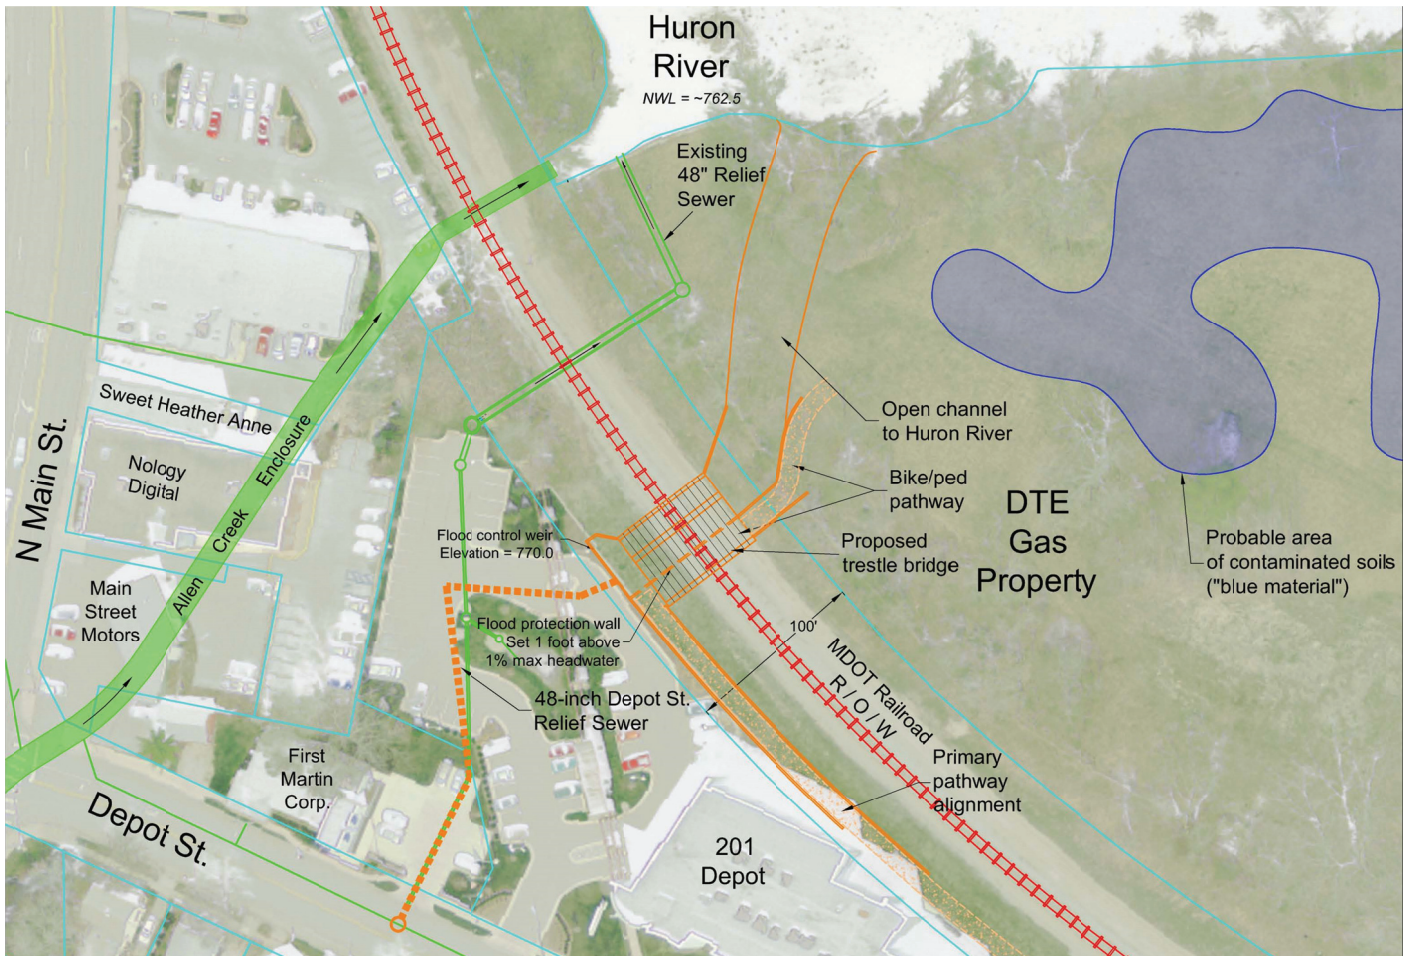 Huron
River
NWL = ~762.5
Existing
48" Relief
Sewer
Sweet Heather Anne
Nology
Digital
N Main St.
Allen Creek Enclosure
Main
Street
Motors
Open channel
to Huron River
Bike/ped
pathway
DTE
Gas
Property
Probable area
of contaminated soils
("blue material")
Flood control weir
Elevation = 770.0
Proposed
trestle bridge
Flood protection wall
Set 1 foot above
1% max headwater
100'
MDOT Railroad
R / O / W
48-inch Depot St.
Relief Sewer
First
Martin
Corp.
Primary
pathway
alignment
Depot St.
201
Depot